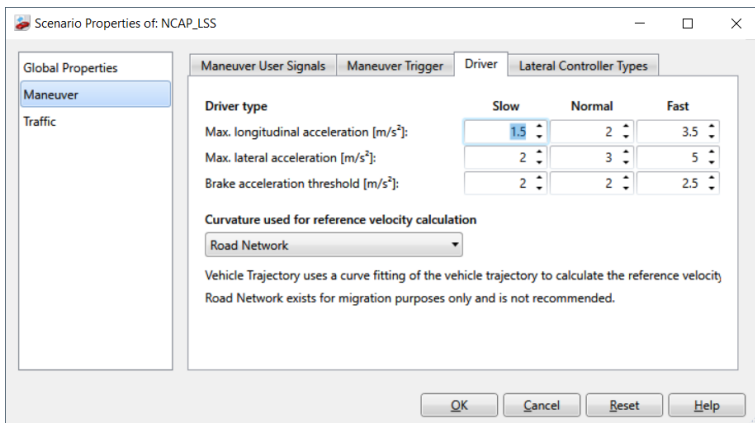 Scenario Properties of: NCAP_LSS
Global Properties
Maneuver
Traffic
Maneuver User Signals Maneuver Trigger Driver Lateral Controller Types
Driver type Slow Normal Fast
Max. longitudinal acceleration [m/s²]: 1.5 2 3.5
Max. lateral acceleration [m/s²]: 2 3 5
Brake acceleration threshold [m/s²]: 2 2 2.5
Curvature used for reference velocity calculation
Road Network
Vehicle Trajectory uses a curve fitting of the vehicle trajectory to calculate the reference velocity
Road Network exists for migration purposes only and is not recommended.
OK Cancel Reset Help